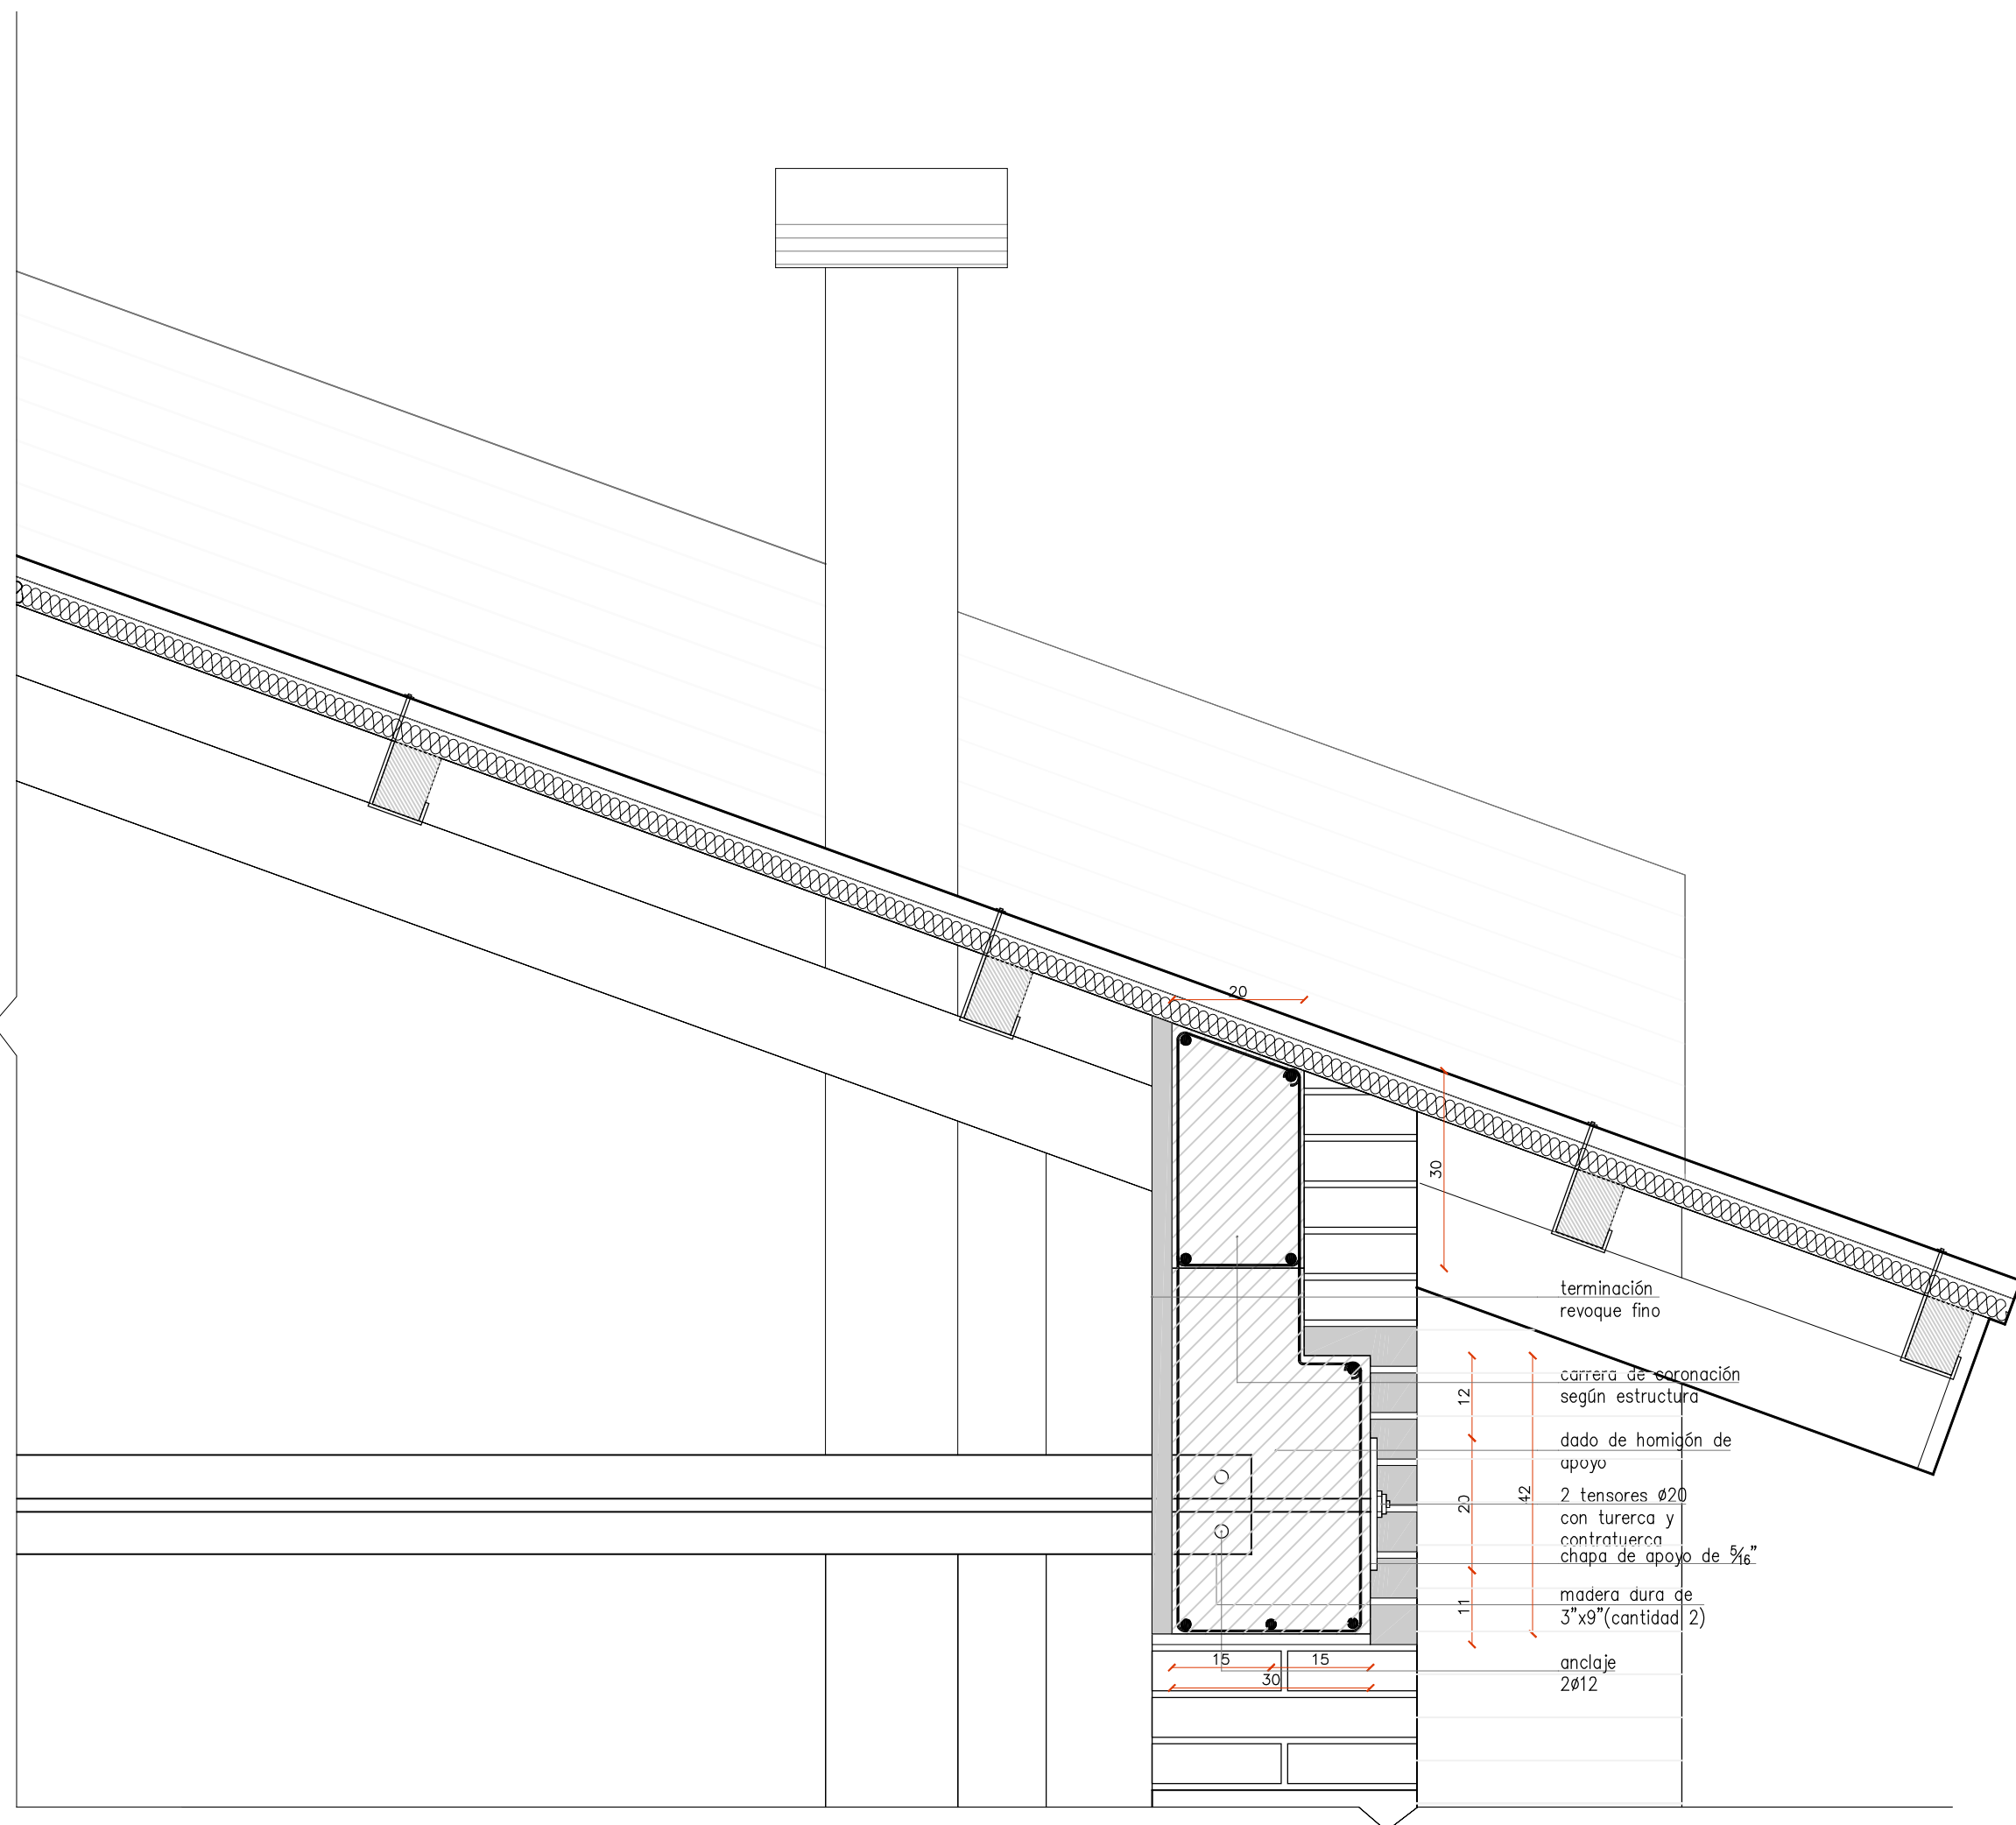 20
30
terminación
revoque fino
carrera de coronación
según estructura
12
dado de homigón de
apoyo
20
42
2 tensores ø20
con turerca y
contratuerca
chapa de apoyo de 5/16"
11
madera dura de
3"x9"(cantidad 2)
15
15
30
anclaje
2ø12